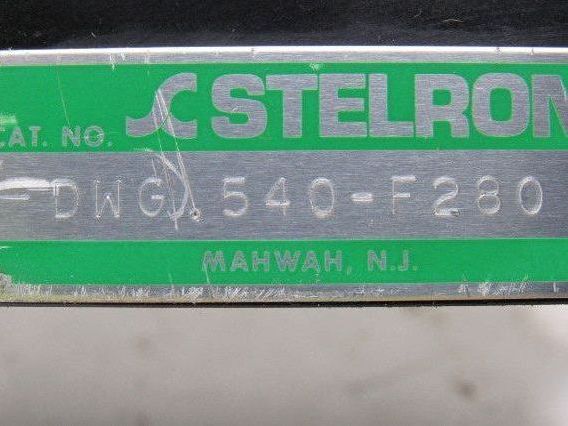 STELRON
CAT. NO.
DWG. 540-F280
MAHWAH, N.J.